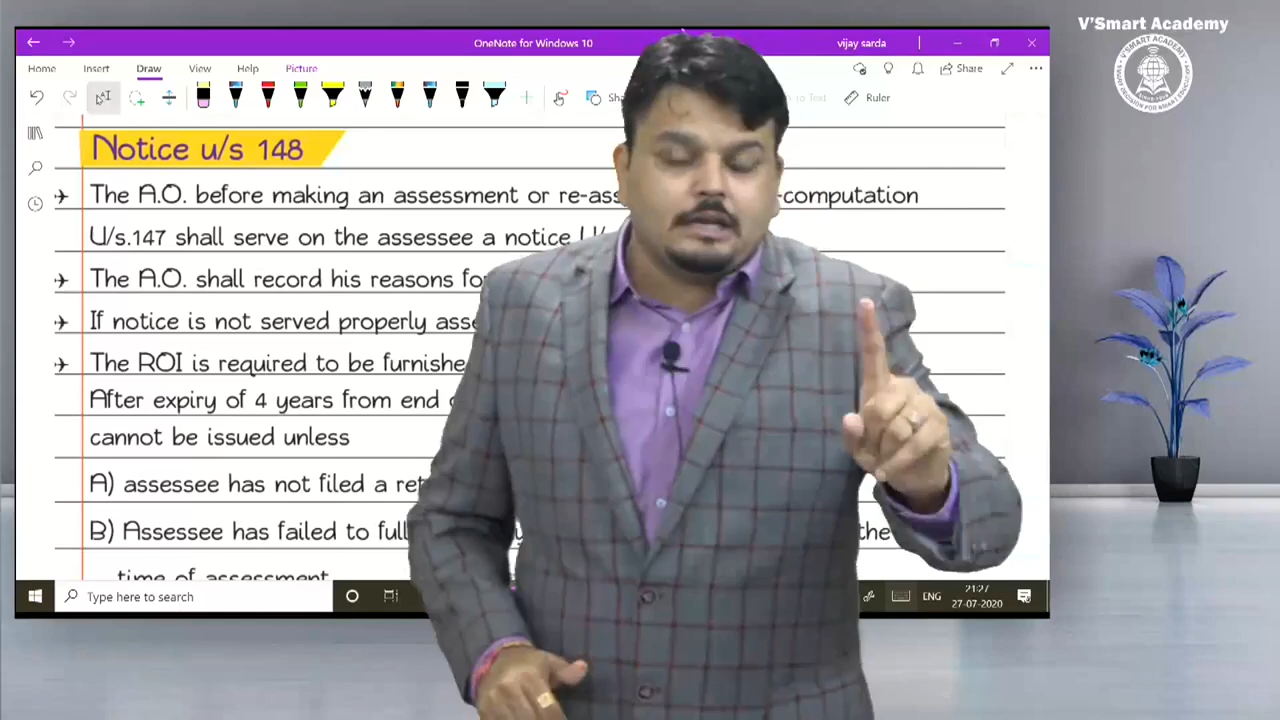 V'Smart Academy
OneNote for Windows 10
vijay sarda
Home Insert Draw View Help Picture
Share
to Text
Ruler
Notice u/s 148
The A.O. before making an assessment or re-ass computation
U/s.147 shall serve on the assessee a notice
The A.O. shall record his reasons fo
If notice is not served properly asse
The ROI is required to be furnishe
After expiry of 4 years from end
cannot be issued unless
A) assessee has not filed a ret
B) Assessee has failed to full the
time of assessment
Type here to search
ENG
21:27
27-07-2020